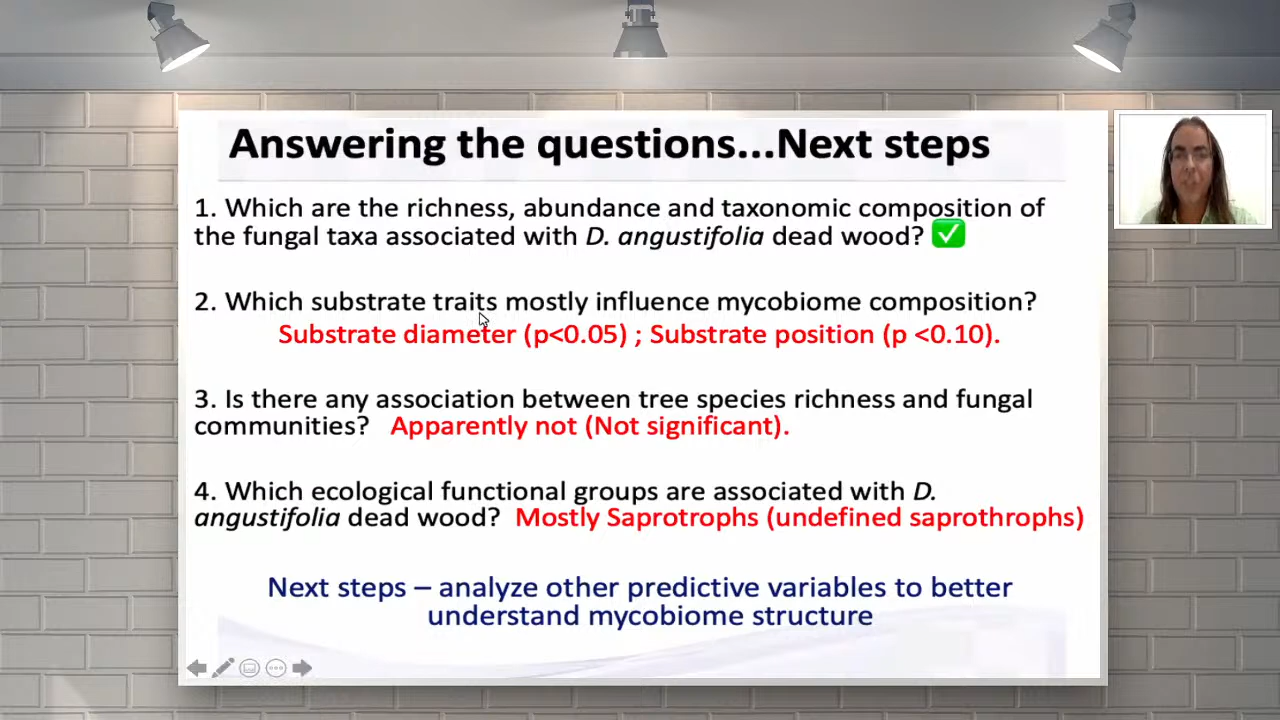 Answering the questions...Next steps
1. Which are the richness, abundance and taxonomic composition of
the fungal taxa associated with D. angustifolia dead wood? ✅
2. Which substrate traits mostly influence mycobiome composition?
Substrate diameter (p<0.05) ; Substrate position (p <0.10).
3. Is there any association between tree species richness and fungal
communities? Apparently not (Not significant).
4. Which ecological functional groups are associated with D.
angustifolia dead wood? Mostly Saprotrophs (undefined saprothrophs)
Next steps – analyze other predictive variables to better
understand mycobiome structure